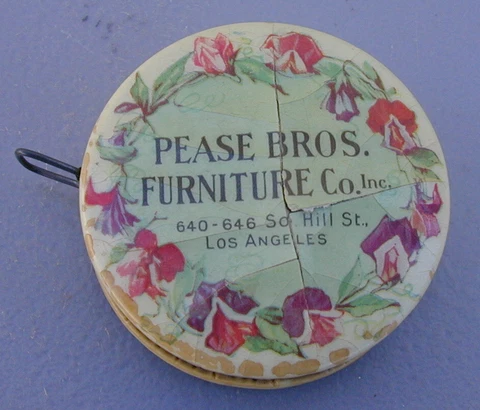 PEASE BROS.
FURNITURE Co. Inc.
640-646 So. Hill St.,
LOS ANGELES